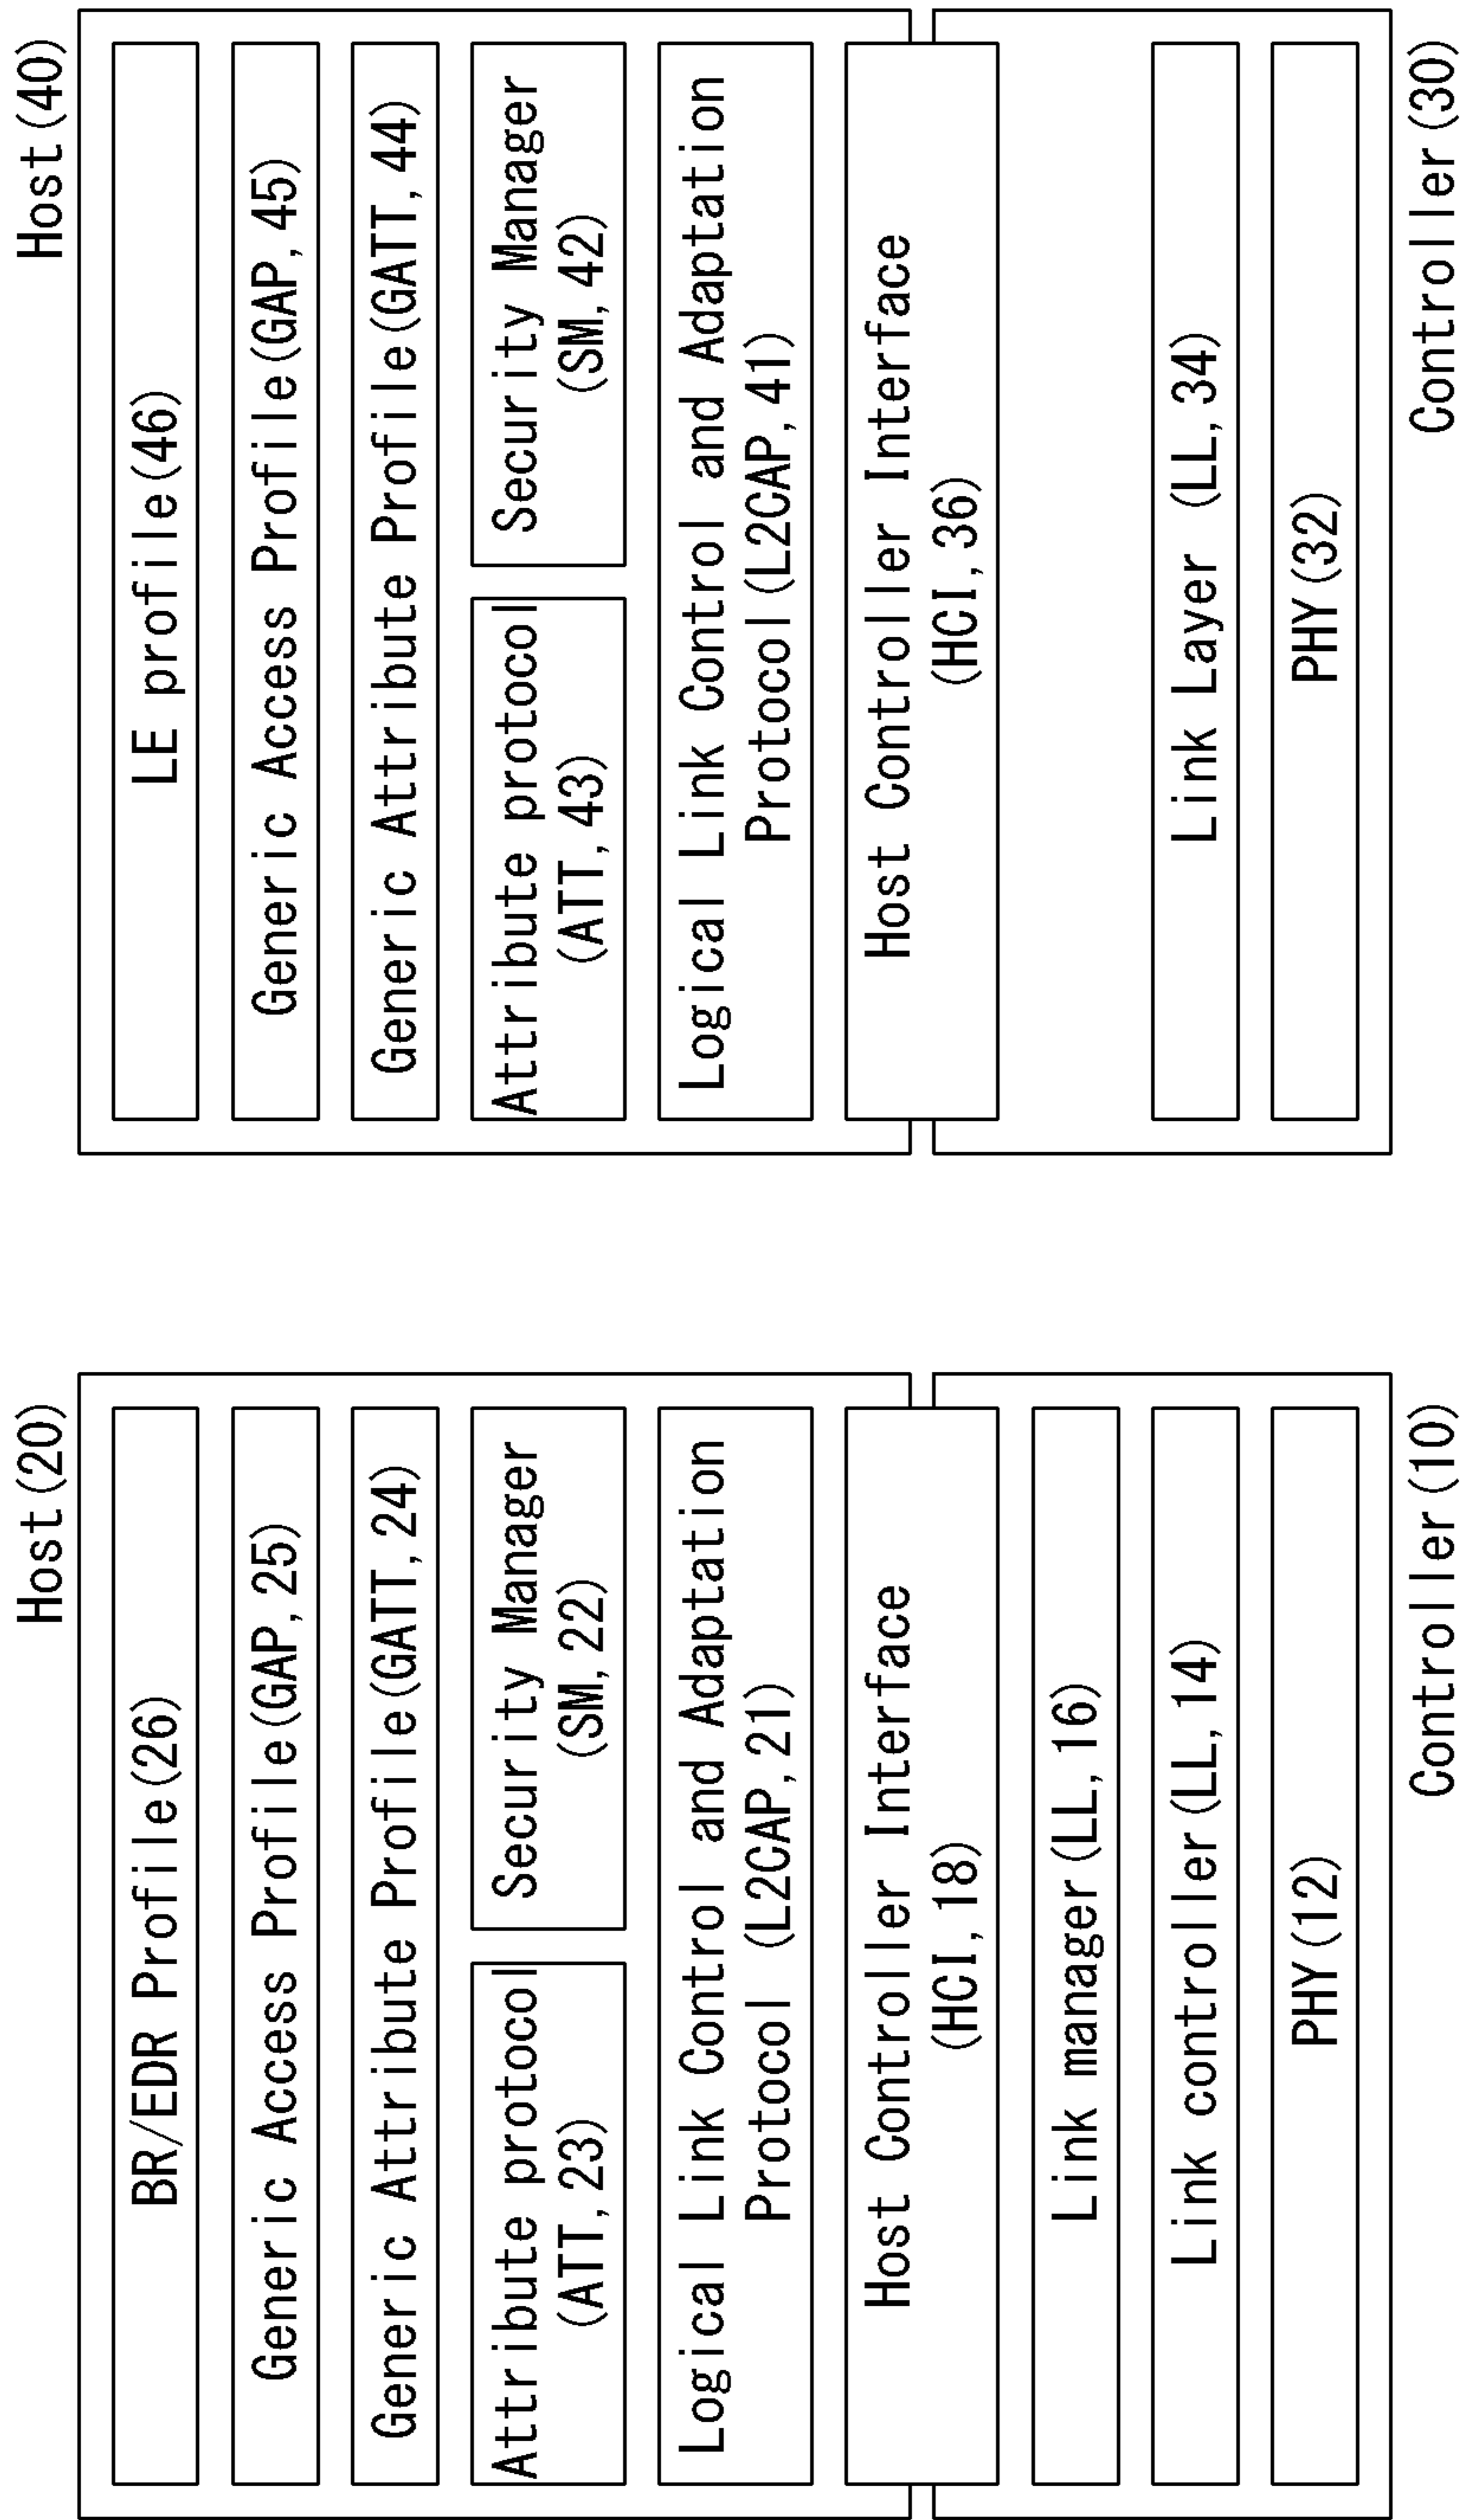 Host(20)
BR/EDR Profile(26)
Generic Access Profile(GAP,25)
Generic Attribute Profile(GATT,24)
Attribute protocol
(ATT,23)
Security Manager
(SM,22)
Logical Link Control and Adaptation
Protocol (L2CAP,21)
Host Controller Interface
(HCI,18)
Link manager(LL,16)
Link controller(LL,14)
PHY(12)
Controller(10)
Host(40)
LE profile(46)
Generic Access Profile(GAP,45)
Generic Attribute Profile(GATT,44)
Attribute protocol
(ATT,43)
Security Manager
(SM,42)
Logical Link Control and Adaptation
Protocol(L2CAP,41)
Host Controller Interface
(HCI,36)
Link Layer (LL,34)
PHY(32)
Controller(30)